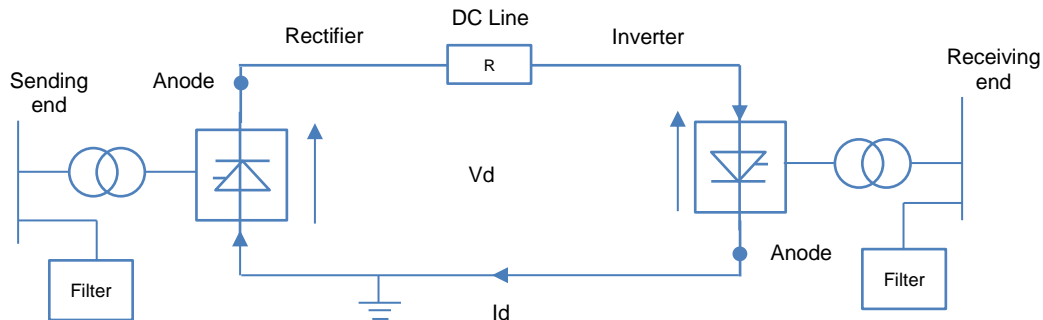 DC Line
Rectifier
Inverter
R
Sending
end
Anode
Receiving
end
Vd
Anode
Filter
Filter
Id